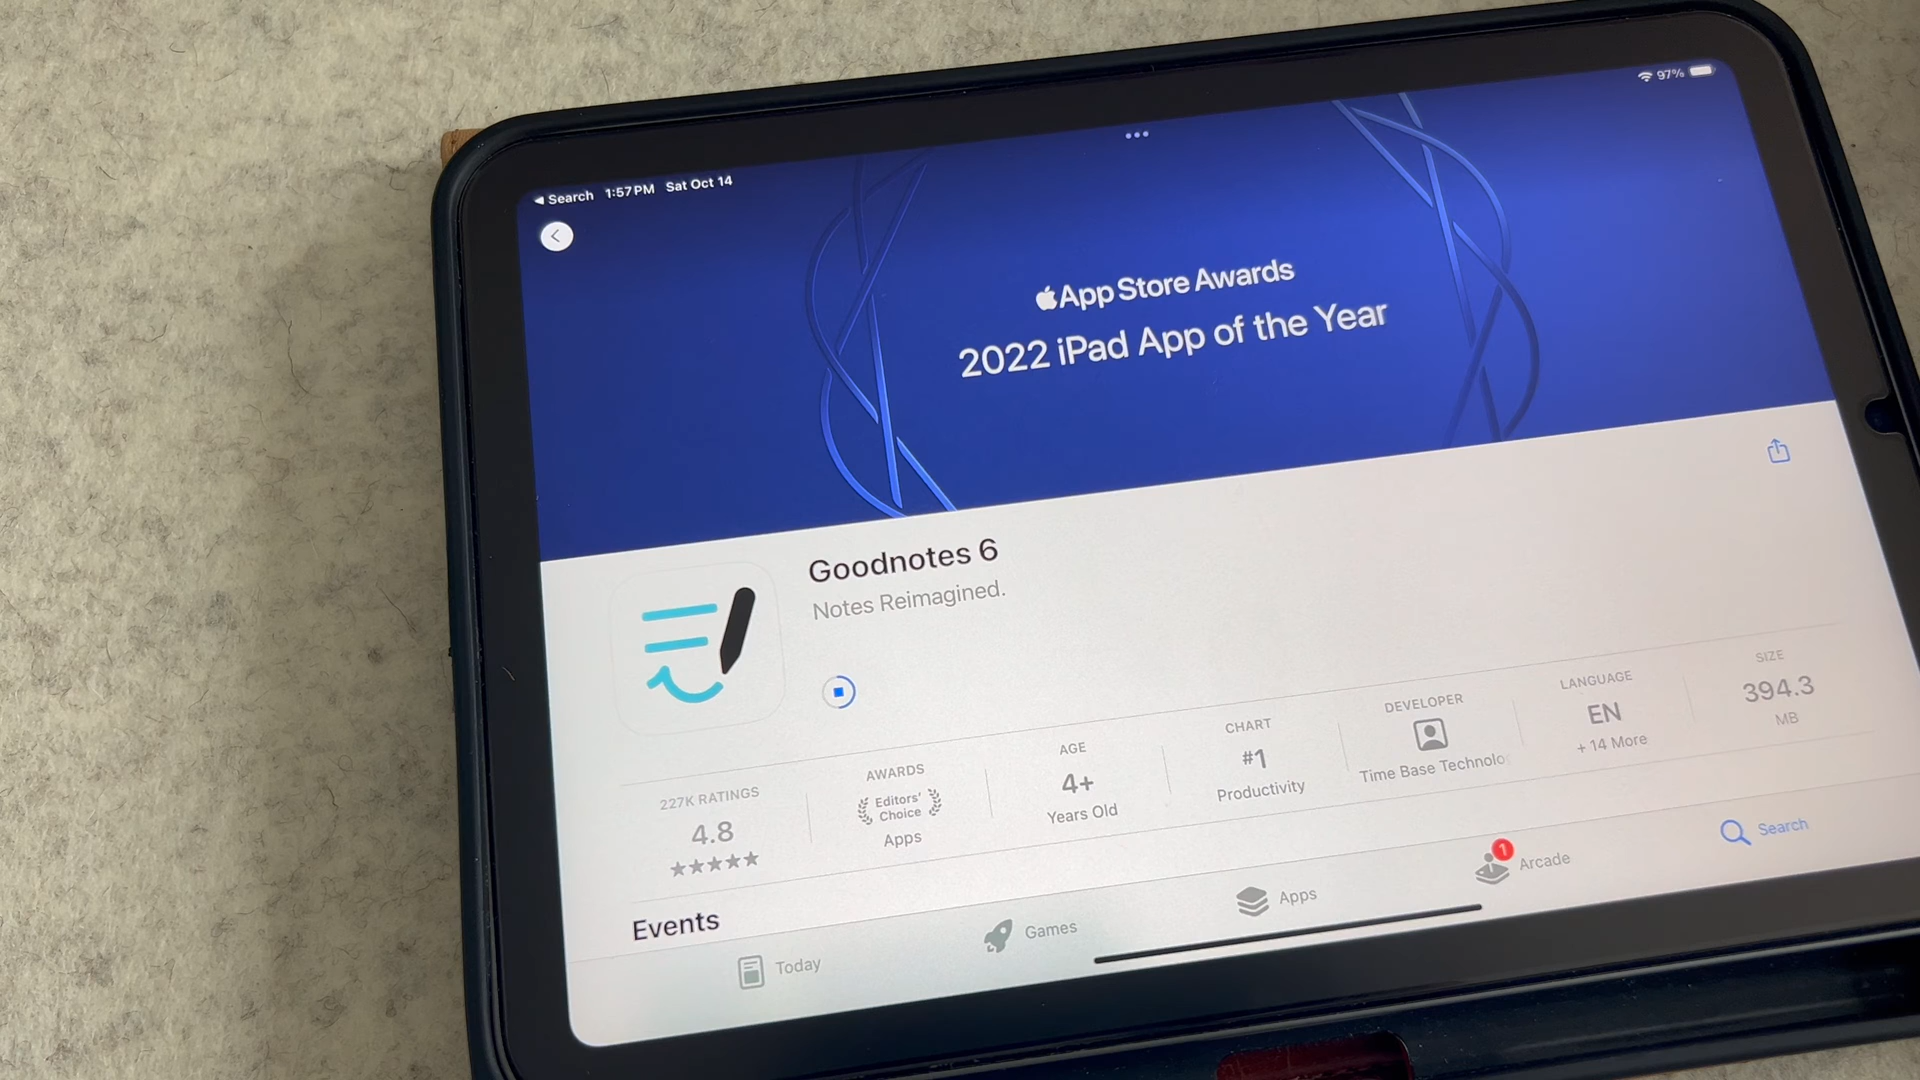 Search 1:57 PM Sat Oct 14
97%
App Store Awards
2022 iPad App of the Year
Goodnotes 6
Notes Reimagined.
227K RATINGS
4.8
AWARDS
Editors'
Choice
Apps
AGE
4+
Years Old
CHART
#1
Productivity
DEVELOPER
Time Base Technolo
LANGUAGE
EN
+ 14 More
SIZE
394.3
MB
Events
Today
Games
Apps
1
Arcade
Search